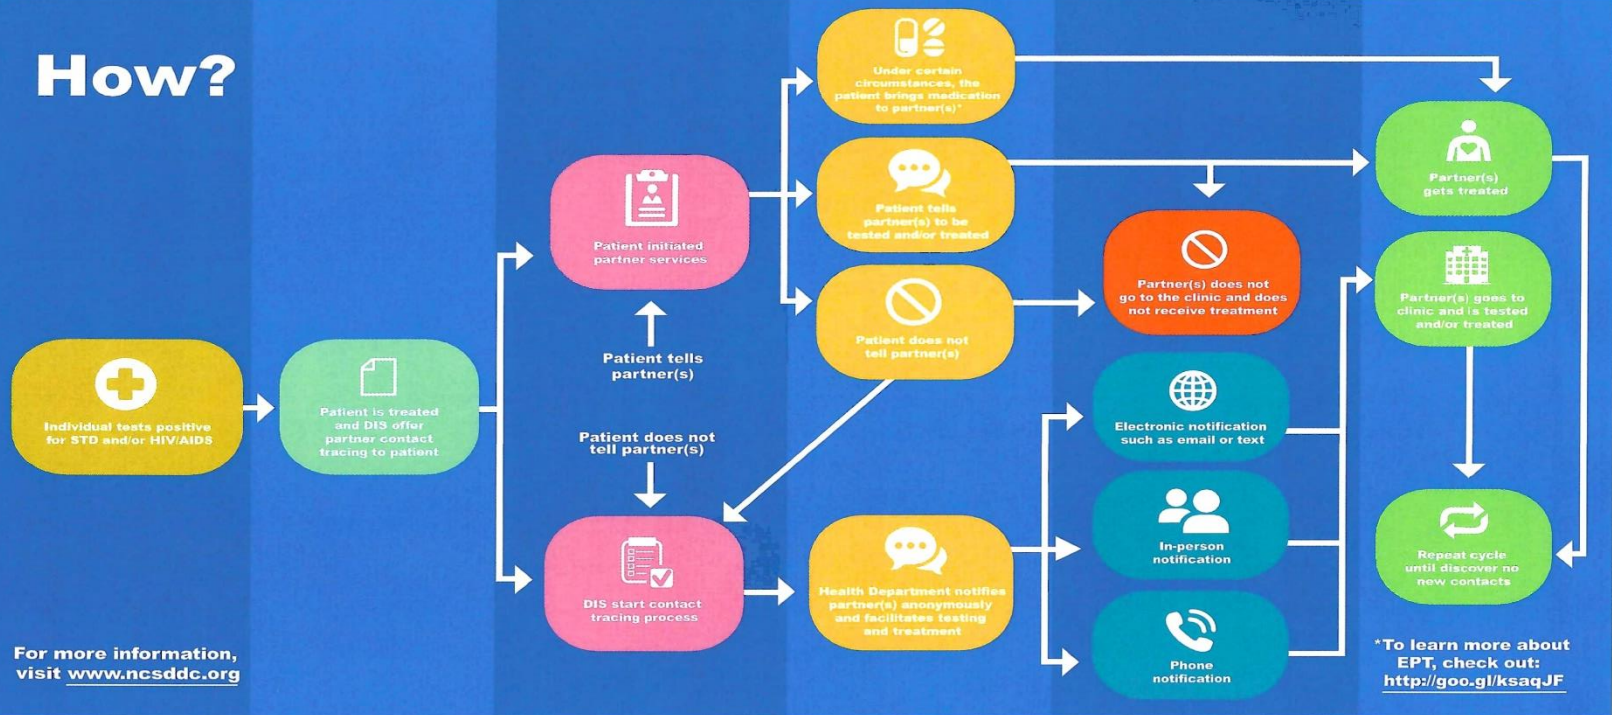 How?
Individual tests positive
for STD and/or HIV/AIDS
Patient is treated
and DIS offer
partner contact
tracing to patient
Patient initiated
partner services
Patient tells
partner(s)
Patient does not
tell partner(s)
DIS start contact
tracing process
Under certain
circumstances, the
patient brings medication
to partner(s)*
Patient tells
partner(s) to be
tested and/or treated
Patient does not
tell partner(s)
Health Department notifies
partner(s) anonymously
and facilitates testing
and treatment
Partner(s) does not
go to the clinic and does
not receive treatment
Electronic notification
such as email or text
In-person
notification
Phone
notification
Partner(s)
gets treated
Partner(s) goes to
clinic and is tested
and/or treated
Repeat cycle
until discover no
new contacts
For more information,
visit www.ncsddc.org
*To learn more about
EPT, check out:
http://goo.gl/ksaqJF